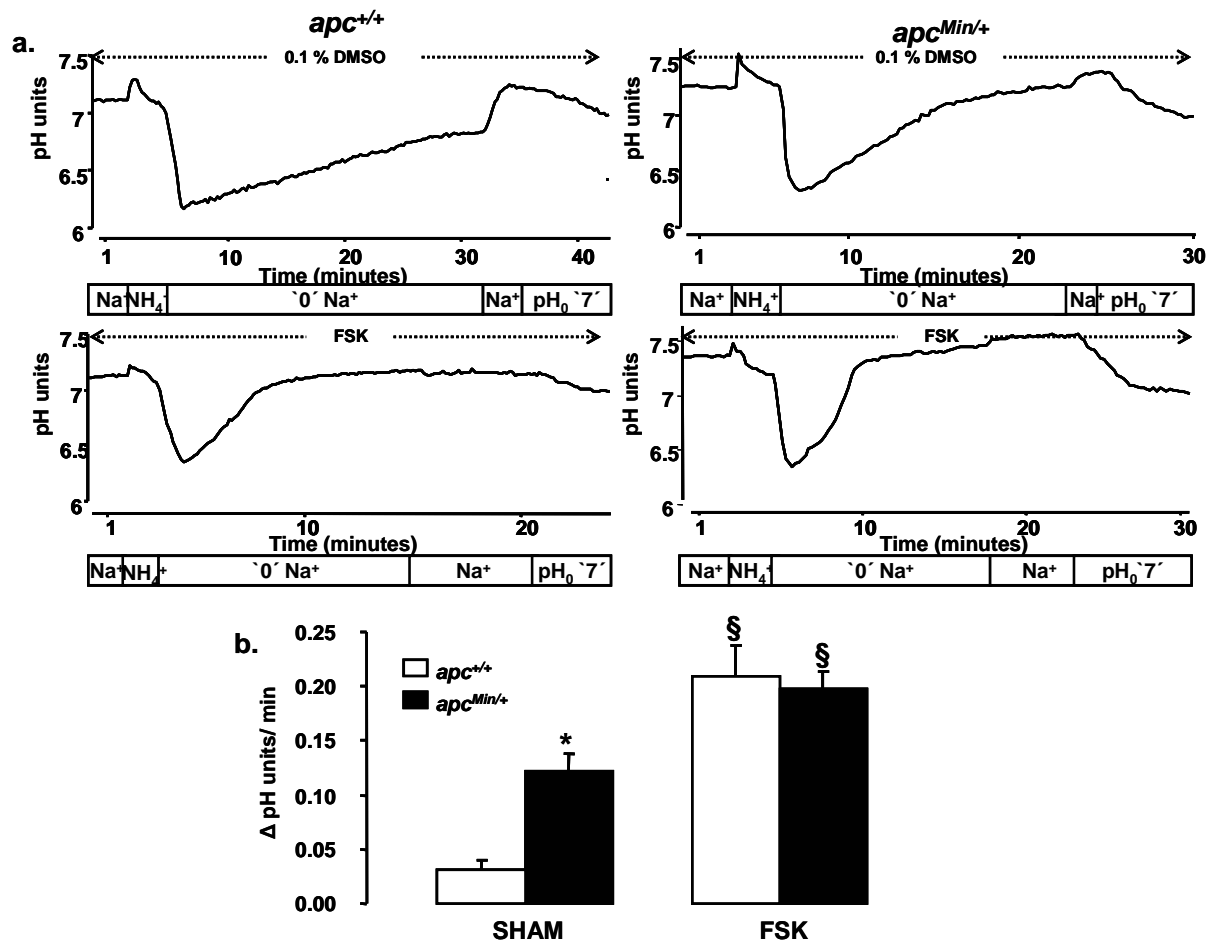 apc+/+
apcMin/+
a.
0.1 % DMSO
0.1 % DMSO
pH units
7.5
7
6.5
6
1 10 20 30 40
Time (minutes)
pH units
7.5
7
6.5
6
1 10 20 30
Time (minutes)
Na+ NH4+ `0´ Na+ Na+ pH0 `7´
Na+ NH4+ `0´ Na+ Na+ pH0 `7´
FSK
FSK
pH units
7.5
7
6.5
6
1 10 20
Time (minutes)
pH units
7.5
7
6.5
6
1 10 20 30
Time (minutes)
Na+ NH4+ `0´ Na+ Na+ pH0 `7´
Na+ NH4+ `0´ Na+ Na+ pH0 `7´
b.
Δ pH units/ min
0.25
0.20
0.15
0.10
0.05
0.00
apc+/+
apcMin/+
*
§
§
SHAM
FSK